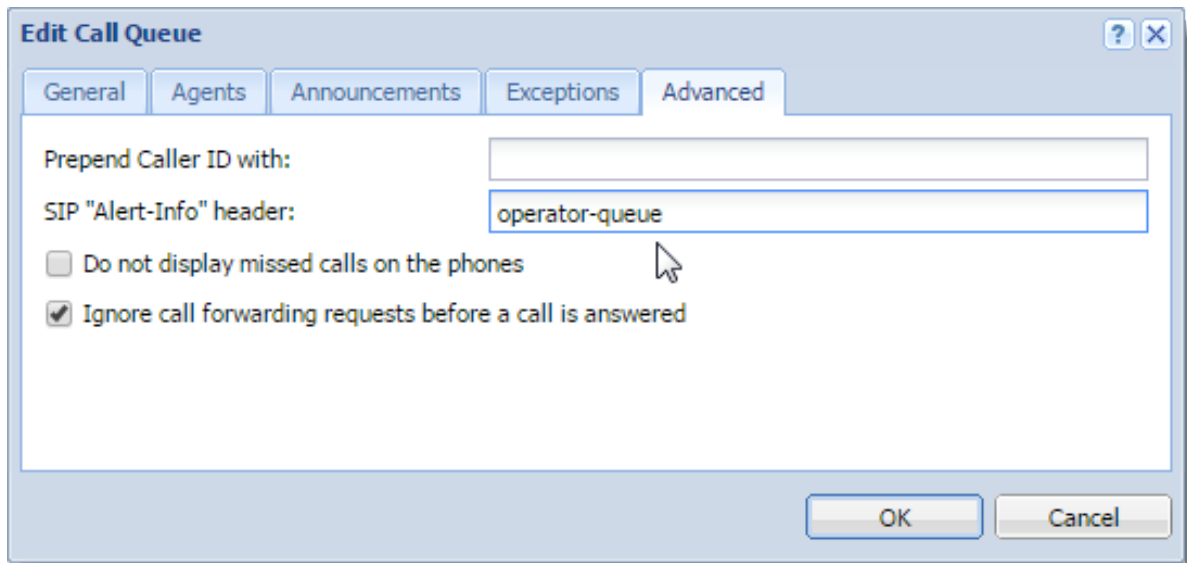 Edit Call Queue ?
General Agents Announcements Exceptions Advanced
Prepend Caller ID with:
SIP "Alert-Info" header: operator-queue
Do not display missed calls on the phones
Ignore call forwarding requests before a call is answered
OK Cancel